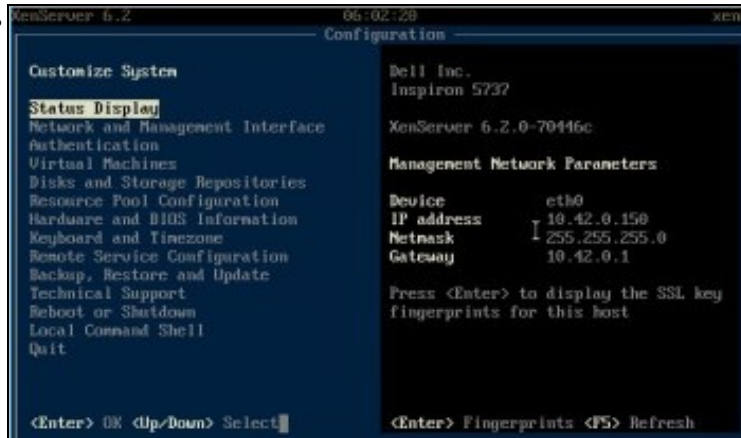 XenServer 6.2 06:02:20 xen
Configuration
Customize System
Status Display
Network and Management Interface
Authentication
Virtual Machines
Disks and Storage Repositories
Resource Pool Configuration
Hardware and BIOS Information
Keyboard and Timezone
Remote Service Configuration
Backup, Restore and Update
Technical Support
Reboot or Shutdown
Local Command Shell
Quit
<Enter> OK <Up/Down> Select
Dell Inc.
Inspiron 5737
XenServer 6.2.0-70446c
Management Network Parameters
Device eth0
IP address 10.42.0.150
Netmask 255.255.255.0
Gateway 10.42.0.1
Press <Enter> to display the SSL key
fingerprints for this host
<Enter> Fingerprints <F5> Refresh